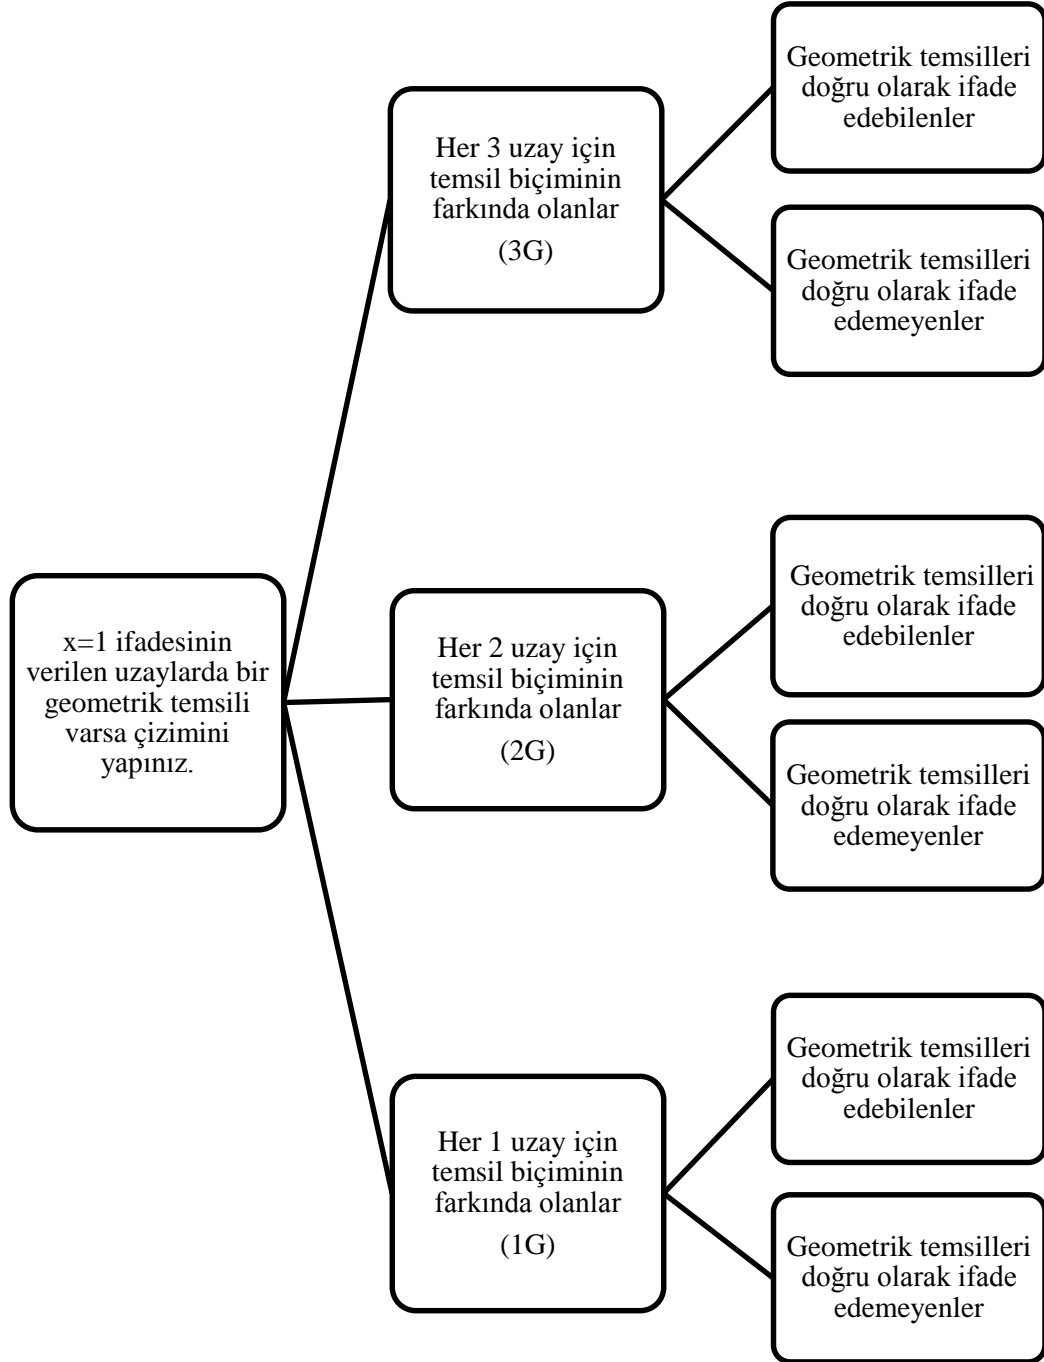 x=1 ifadesinin
verilen uzaylarda bir
geometrik temsili
varsa çizimini
yapınız.
Her 3 uzay için
temsil biçiminin
farkında olanlar
(3G)
Geometrik temsilleri
doğru olarak ifade
edebilenler
Geometrik temsilleri
doğru olarak ifade
edemeyenler
Her 2 uzay için
temsil biçiminin
farkında olanlar
(2G)
Geometrik temsilleri
doğru olarak ifade
edebilenler
Geometrik temsilleri
doğru olarak ifade
edemeyenler
Her 1 uzay için
temsil biçiminin
farkında olanlar
(1G)
Geometrik temsilleri
doğru olarak ifade
edebilenler
Geometrik temsilleri
doğru olarak ifade
edemeyenler